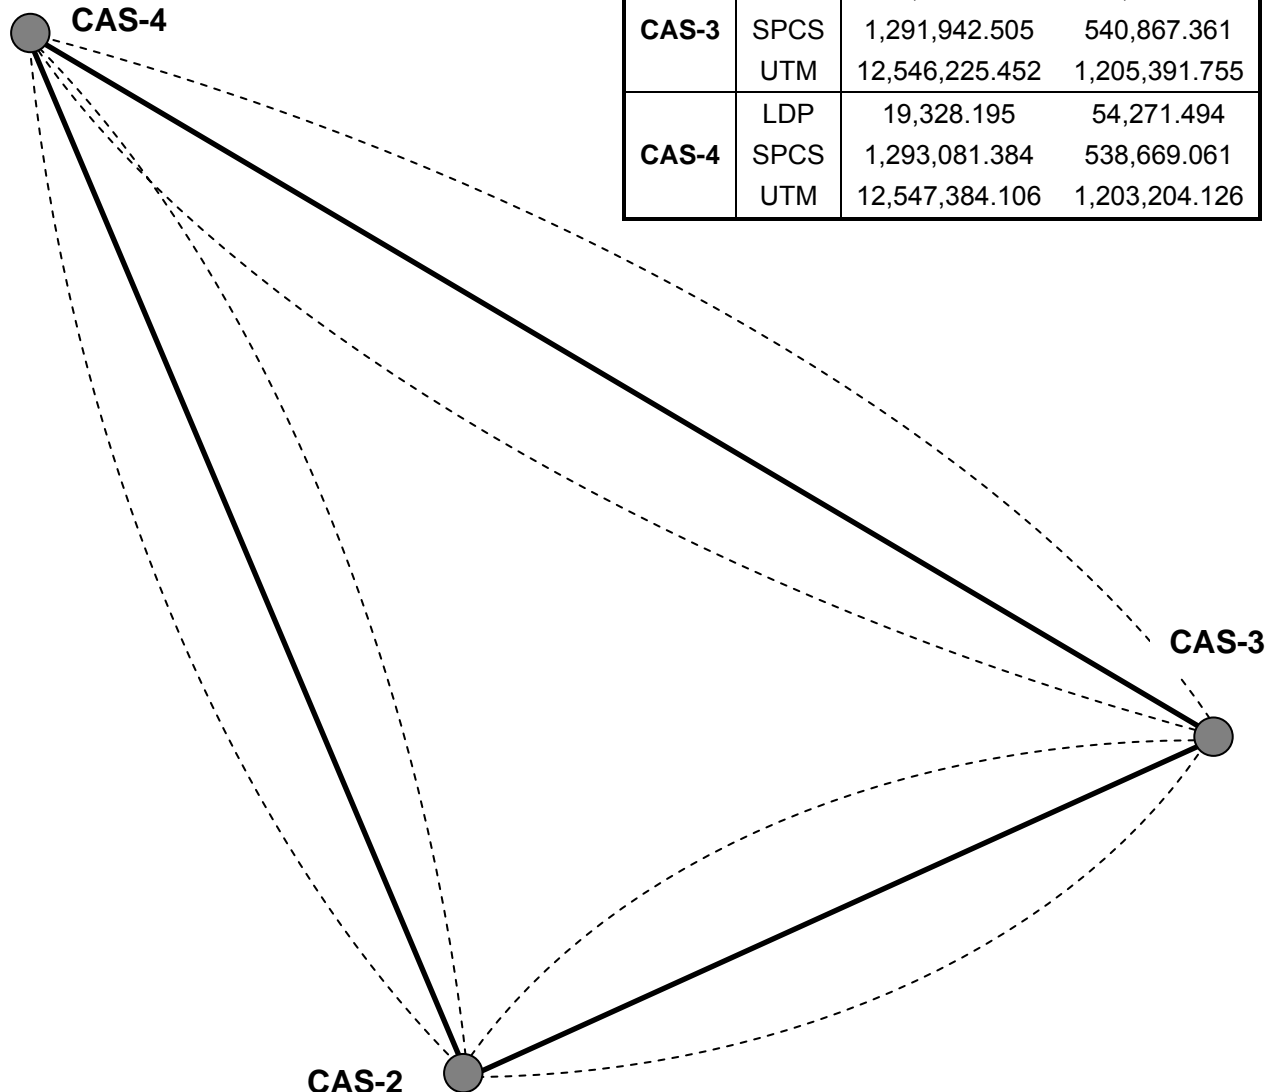 CAS-4
CAS-3 SPCS 1,291,942.505 540,867.361
UTM 12,546,225.452 1,205,391.755
LDP 19,328.195 54,271.494
CAS-4 SPCS 1,293,081.384 538,669.061
UTM 12,547,384.106 1,203,204.126
CAS-3
CAS-2